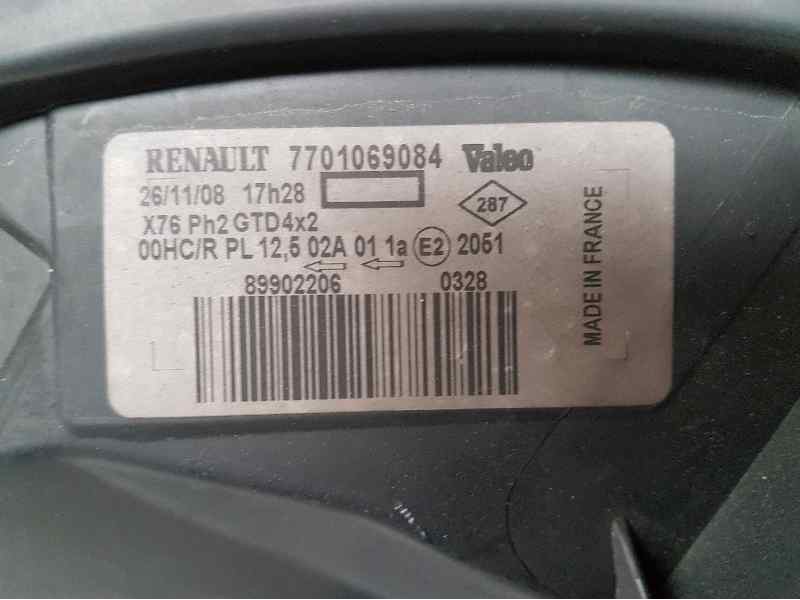 RENAULT 7701069084 Valeo
26/11/08 17h28
287
X76 Ph2 GTD4x2
00HC/R PL 12,5 02A 01 1a E2 2051
89902206 0328
MADE IN FRANCE